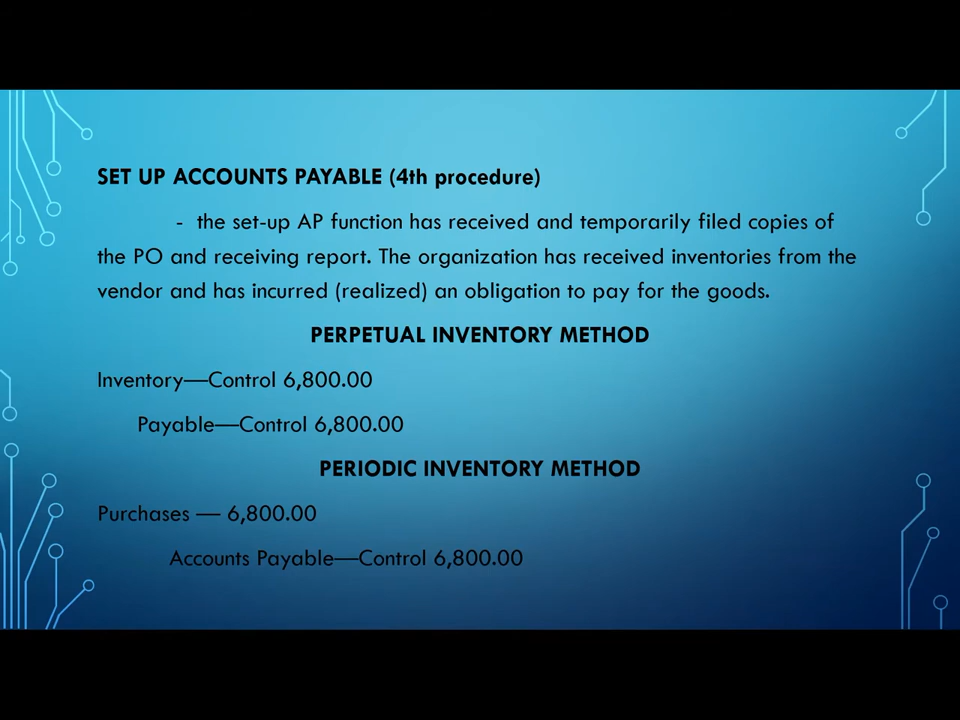 SET UP ACCOUNTS PAYABLE (4th procedure)
- the set-up AP function has received and temporarily filed copies of
the PO and receiving report. The organization has received inventories from the
vendor and has incurred (realized) an obligation to pay for the goods.
PERPETUAL INVENTORY METHOD
Inventory—Control 6,800.00
Payable—Control 6,800.00
PERIODIC INVENTORY METHOD
Purchases — 6,800.00
Accounts Payable—Control 6,800.00